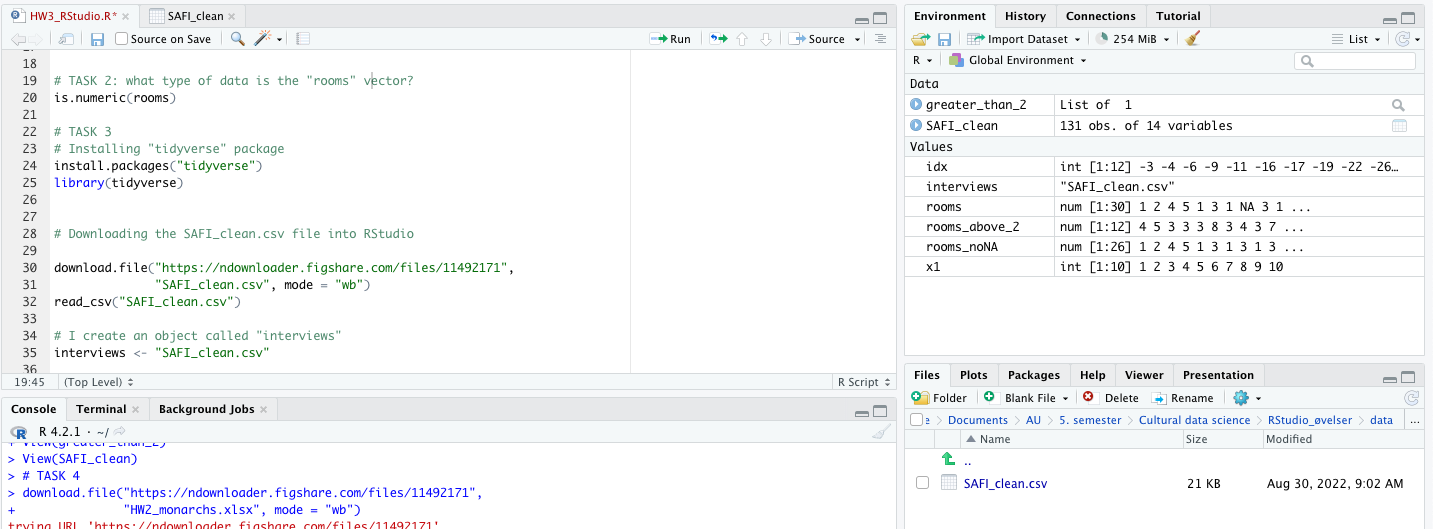 HW3_RStudio.R* × SAFI_clean ×
Source on Save Run Source
18
19 # TASK 2: what type of data is the "rooms" vector?
20 is.numeric(rooms)
21
22 # TASK 3
23 # Installing "tidyverse" package
24 install.packages("tidyverse")
25 library(tidyverse)
26
27
28 # Downloading the SAFI_clean.csv file into RStudio
29
30 download.file("https://ndownloader.figshare.com/files/11492171",
31 "SAFI_clean.csv", mode = "wb")
32 read_csv("SAFI_clean.csv")
33
34 # I create an object called "interviews"
35 interviews <- "SAFI_clean.csv"
36
19:45 (Top Level) R Script
Console Terminal × Background Jobs ×
R 4.2.1 · ~/
> View(greater_than_2)
> View(SAFI_clean)
> # TASK 4
> download.file("https://ndownloader.figshare.com/files/11492171",
+ "HW2_monarchs.xlsx", mode = "wb")
trying URL 'https://ndownloader.figshare.com/files/11492171'
Environment History Connections Tutorial
Import Dataset 254 MiB List
R Global Environment
Data
greater_than_2 List of 1
SAFI_clean 131 obs. of 14 variables
Values
idx int [1:12] -3 -4 -6 -9 -11 -16 -17 -19 -22 -26…
interviews "SAFI_clean.csv"
rooms num [1:30] 1 2 4 5 1 3 1 NA 3 1 ...
rooms_above_2 num [1:12] 4 5 3 3 3 8 3 4 3 7 ...
rooms_noNA num [1:26] 1 2 4 5 1 3 1 3 1 3 ...
x1 int [1:10] 1 2 3 4 5 6 7 8 9 10
Files Plots Packages Help Viewer Presentation
Folder Blank File Delete Rename
e > Documents > AU > 5. semester > Cultural data science > RStudio_øvelser > data ...
Name Size Modified
..
SAFI_clean.csv 21 KB Aug 30, 2022, 9:02 AM